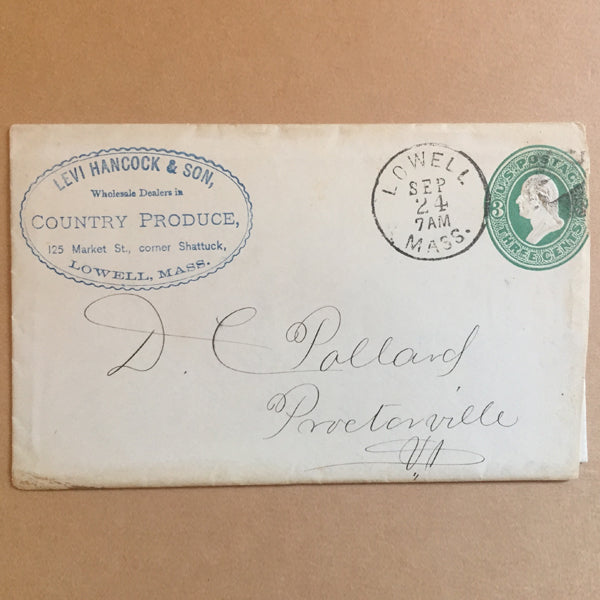 LEVI HANCOCK & SON,
Wholesale Dealers in
COUNTRY PRODUCE,
125 Market St., corner Shattuck,
LOWELL, MASS.
LOWELL
SEP
24
7AM
MASS.
U.S. POSTAGE
3
THREE CENTS
D. C Pollard
Proctorville
Vt